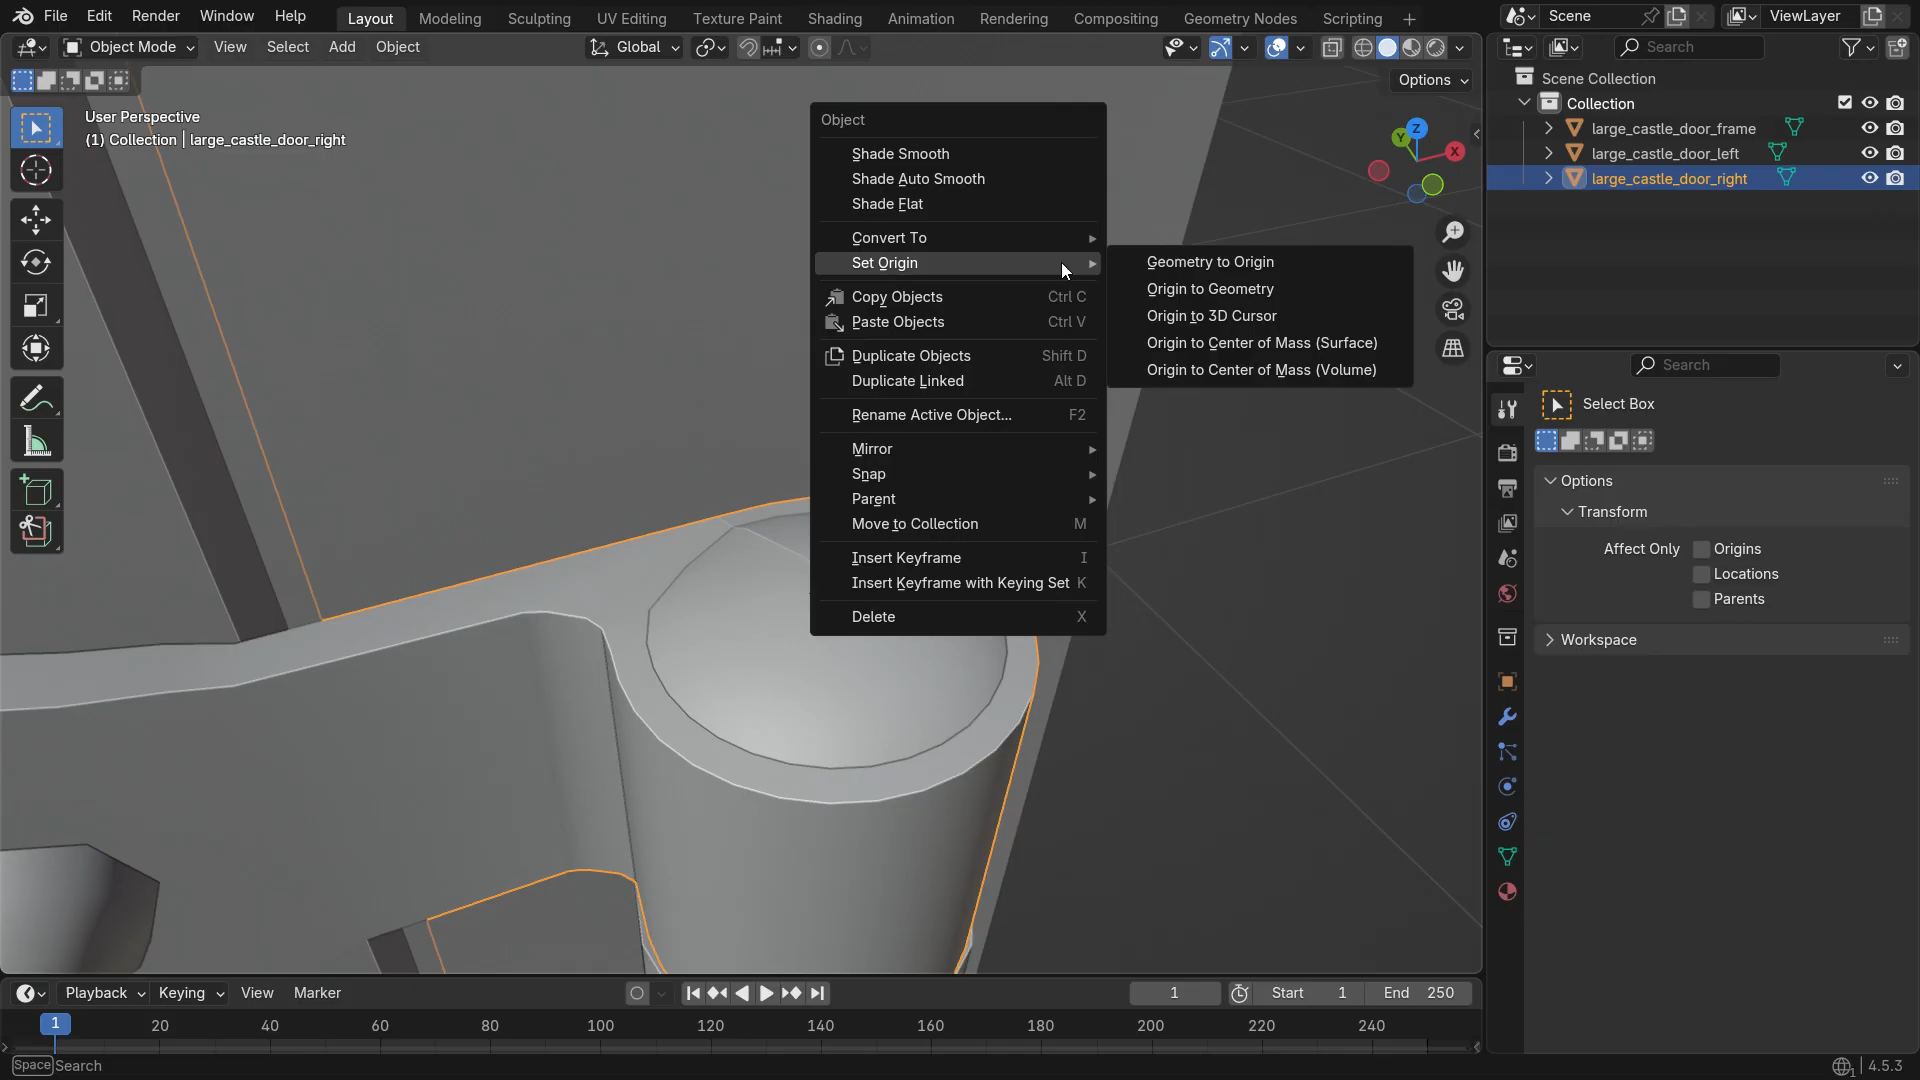 File Edit Render Window Help Layout Modeling Sculpting UV Editing Texture Paint Shading Animation Rendering Compositing Geometry Nodes Scripting Scene ViewLayer
Object Mode View Select Add Object Global Search
Options
User Perspective
(1) Collection | large_castle_door_right
Z
Y
X
Object
Shade Smooth
Shade Auto Smooth
Shade Flat
Convert To
Set Origin
Copy Objects Ctrl C
Paste Objects Ctrl V
Duplicate Objects Shift D
Duplicate Linked Alt D
Rename Active Object... F2
Mirror
Snap
Parent
Move to Collection M
Insert Keyframe I
Insert Keyframe with Keying Set K
Delete X
Geometry to Origin
Origin to Geometry
Origin to 3D Cursor
Origin to Center of Mass (Surface)
Origin to Center of Mass (Volume)
Scene Collection
Collection
large_castle_door_frame
large_castle_door_left
large_castle_door_right
Search
Select Box
Options
Transform
Affect Only Origins
Locations
Parents
Workspace
Playback Keying View Marker 1 Start 1 End 250
1 20 40 60 80 100 120 140 160 180 200 220 240
Space Search 1 4.5.3